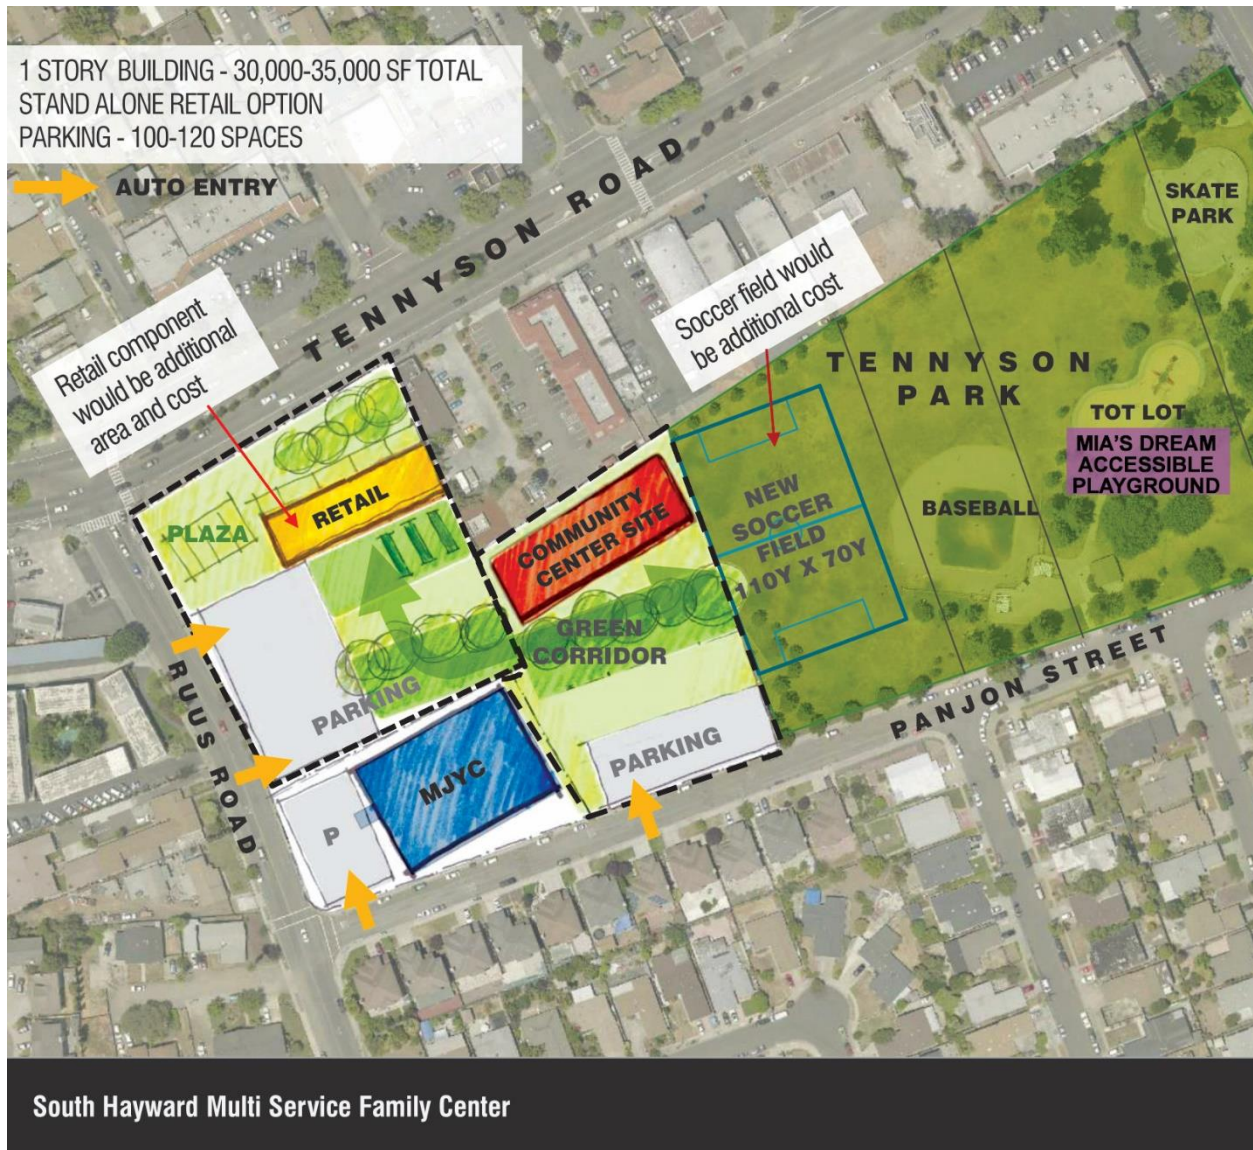 1 STORY BUILDING - 30,000-35,000 SF TOTAL
STAND ALONE RETAIL OPTION
PARKING - 100-120 SPACES
AUTO ENTRY
TENNYSON ROAD
SKATE
PARK
Retail component
would be additional
area and cost
Soccer field would
be additional cost
TENNYSON
PARK
TOT LOT
MIA'S DREAM
ACCESSIBLE
PLAYGROUND
PLAZA
RETAIL
COMMUNITY
CENTER SITE
NEW
SOCCER
FIELD
110Y X 70Y
BASEBALL
GREEN
CORRIDOR
PARKING
RUUS ROAD
PANJON STREET
PARKING
MJYC
P
South Hayward Multi Service Family Center